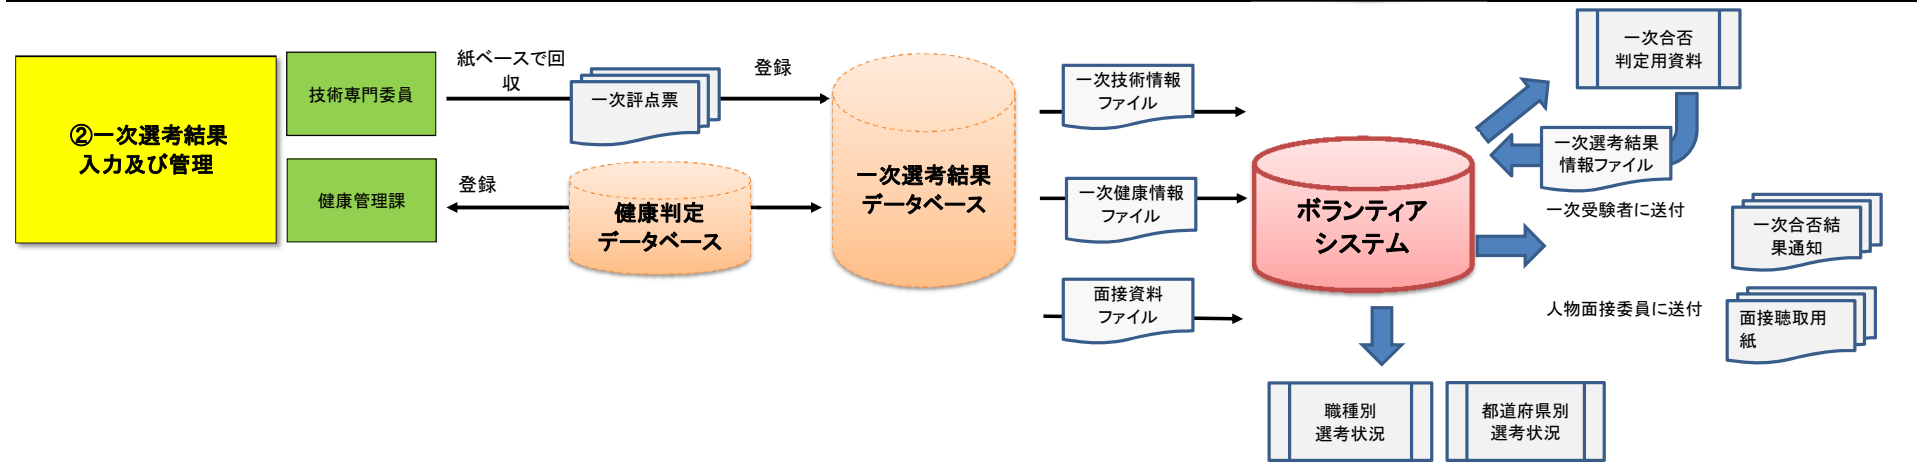 ②一次選考結果
入力及び管理
技術専門委員
健康管理課
紙ベースで回
収
一次評点票
登録
登録
健康判定
データベース
一次選考結果
データベース
一次技術情報
ファイル
一次健康情報
ファイル
面接資料
ファイル
ボランティア
システム
一次合否
判定用資料
一次選考結果
情報ファイル
一次受験者に送付
一次合否結
果通知
人物面接委員に送付
面接聴取用
紙
職種別
選考状況
都道府県別
選考状況